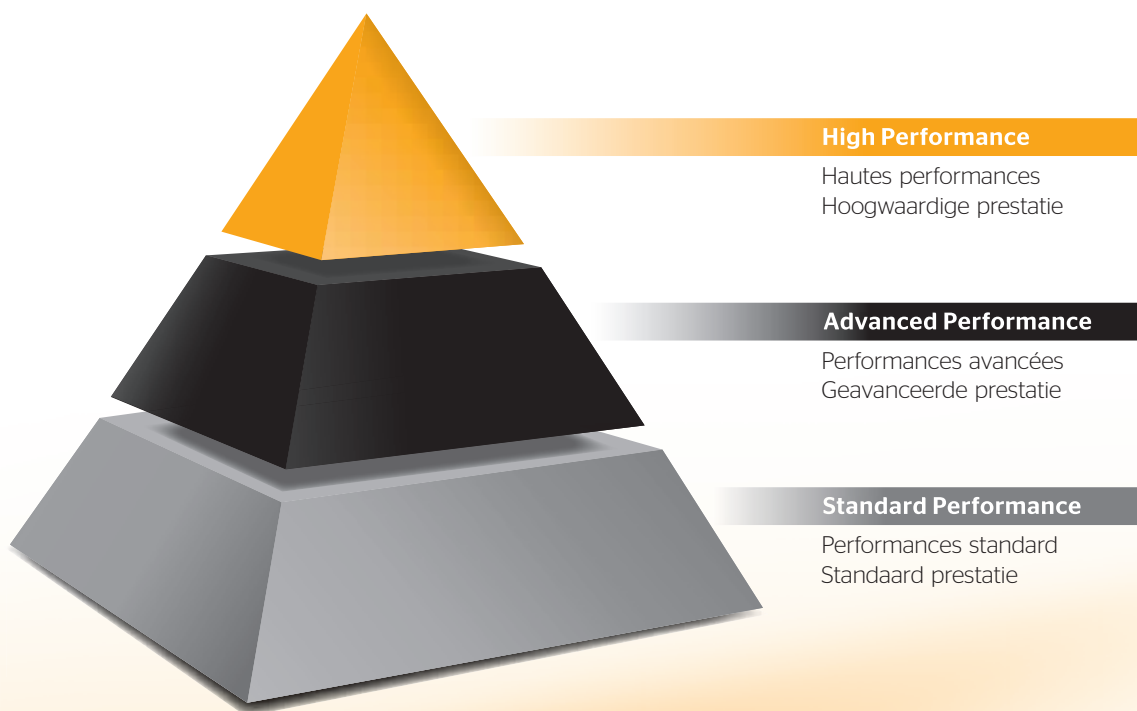 High Performance
Hautes performances
Hoogwaardige prestatie
Advanced Performance
Performances avancées
Geavanceerde prestatie
Standard Performance
Performances standard
Standaard prestatie